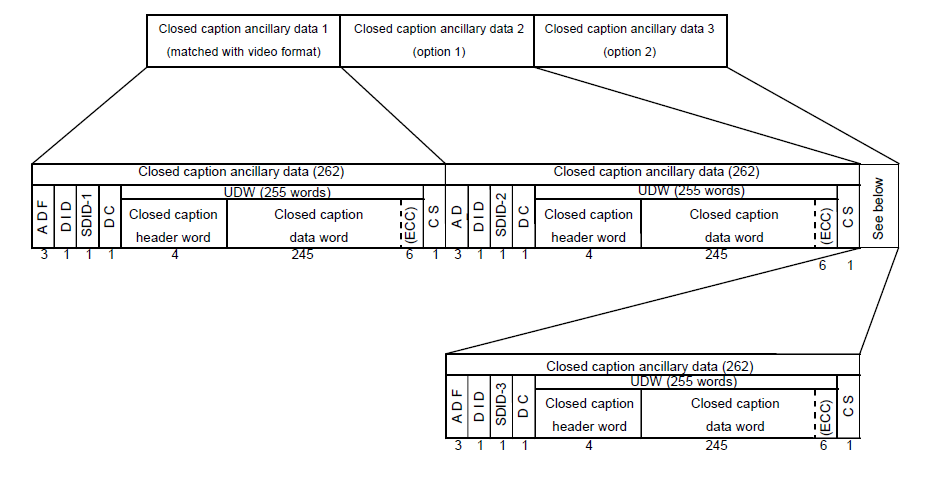 Closed caption ancillary data 1
(matched with video format)
Closed caption ancillary data 2
(option 1)
Closed caption ancillary data 3
(option 2)
Closed caption ancillary data (262)
UDW (255 words)
ADF
DID
SDID-1
DC
Closed caption
header word
Closed caption
data word
(ECC)
CS
3 1 1 1 4 245 6 1
Closed caption ancillary data (262)
UDW (255 words)
AD
DID
SDID-2
DC
Closed caption
header word
Closed caption
data word
(ECC)
CS
3 1 1 1 4 245 6 1
See below
Closed caption ancillary data (262)
UDW (255 words)
ADF
DID
SDID-3
DC
Closed caption
header word
Closed caption
data word
(ECC)
CS
3 1 1 1 4 245 6 1